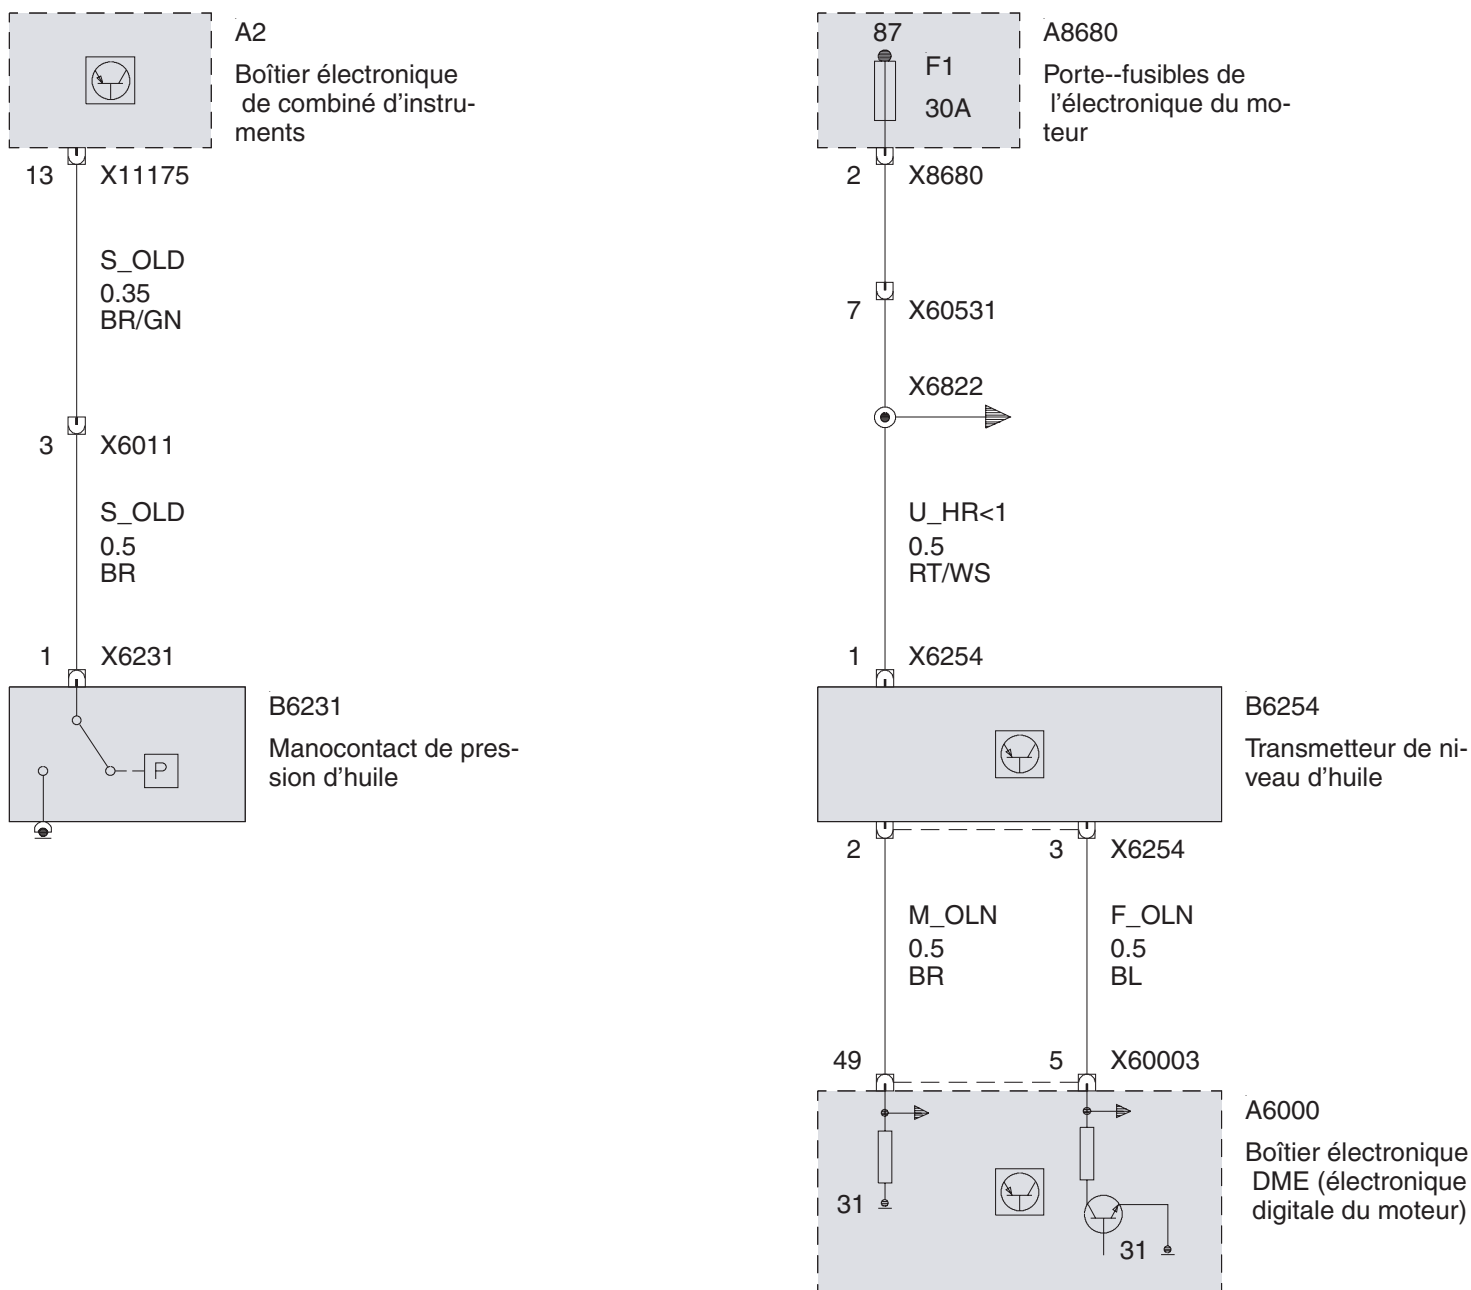 A2
Boîtier électronique
de combiné d'instru-
ments
13 X11175
S_OLD
0.35
BR/GN
3 X6011
S_OLD
0.5
BR
1 X6231
B6231
Manocontact de pres-
sion d'huile
P
87
F1
30A
A8680
Porte--fusibles de
l'électronique du mo-
teur
2 X8680
7 X60531
X6822
U_HR<1
0.5
RT/WS
1 X6254
B6254
Transmetteur de ni-
veau d'huile
2 3 X6254
M_OLN
0.5
BR
F_OLN
0.5
BL
49 5 X60003
A6000
Boîtier électronique
DME (électronique
digitale du moteur)
31
31